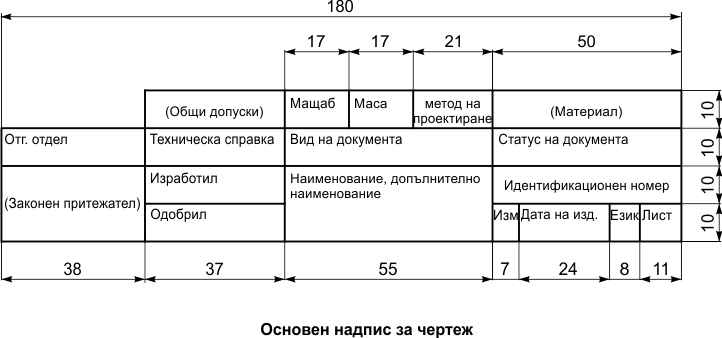 180
17 17 21 50
(Общи допуски) Мащаб Маса метод на
проектиране (Материал) 10
Отг. отдел Техническа справка Вид на документа Статус на документа 10
(Законен притежател) Изработил Наименование, допълнително
наименование Идентификационен номер 10
Одобрил Изм Дата на изд. Език Лист 10
38 37 55 7 24 8 11
Основен надпис за чертеж